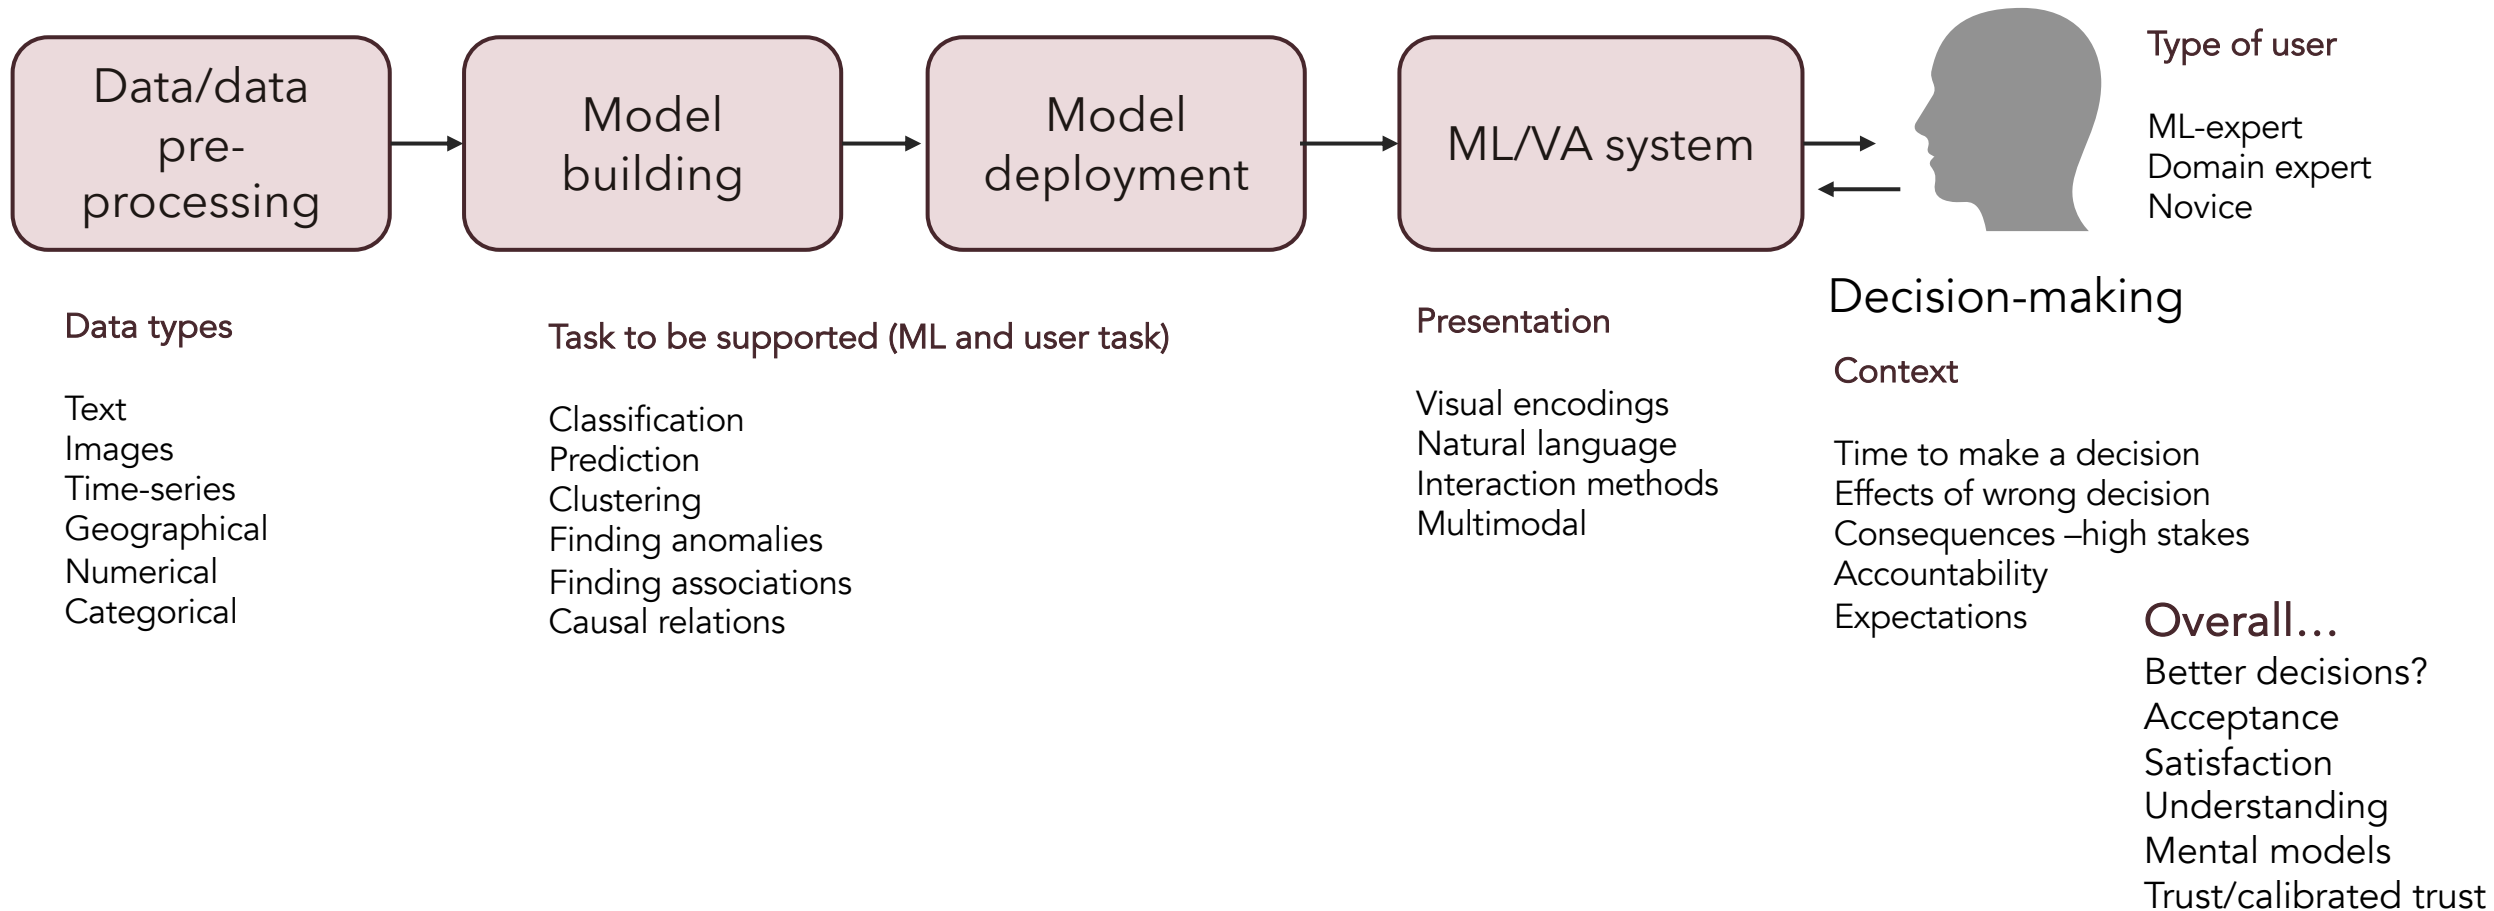 Data/data
pre-
processing
Model
building
Model
deployment
ML/VA system
Type of user
ML-expert
Domain expert
Novice
Decision-making
Data types
Text
Images
Time-series
Geographical
Numerical
Categorical
Task to be supported (ML and user task)
Classification
Prediction
Clustering
Finding anomalies
Finding associations
Causal relations
Presentation
Visual encodings
Natural language
Interaction methods
Multimodal
Context
Time to make a decision
Effects of wrong decision
Consequences –high stakes
Accountability
Expectations
Overall…
Better decisions?
Acceptance
Satisfaction
Understanding
Mental models
Trust/calibrated trust